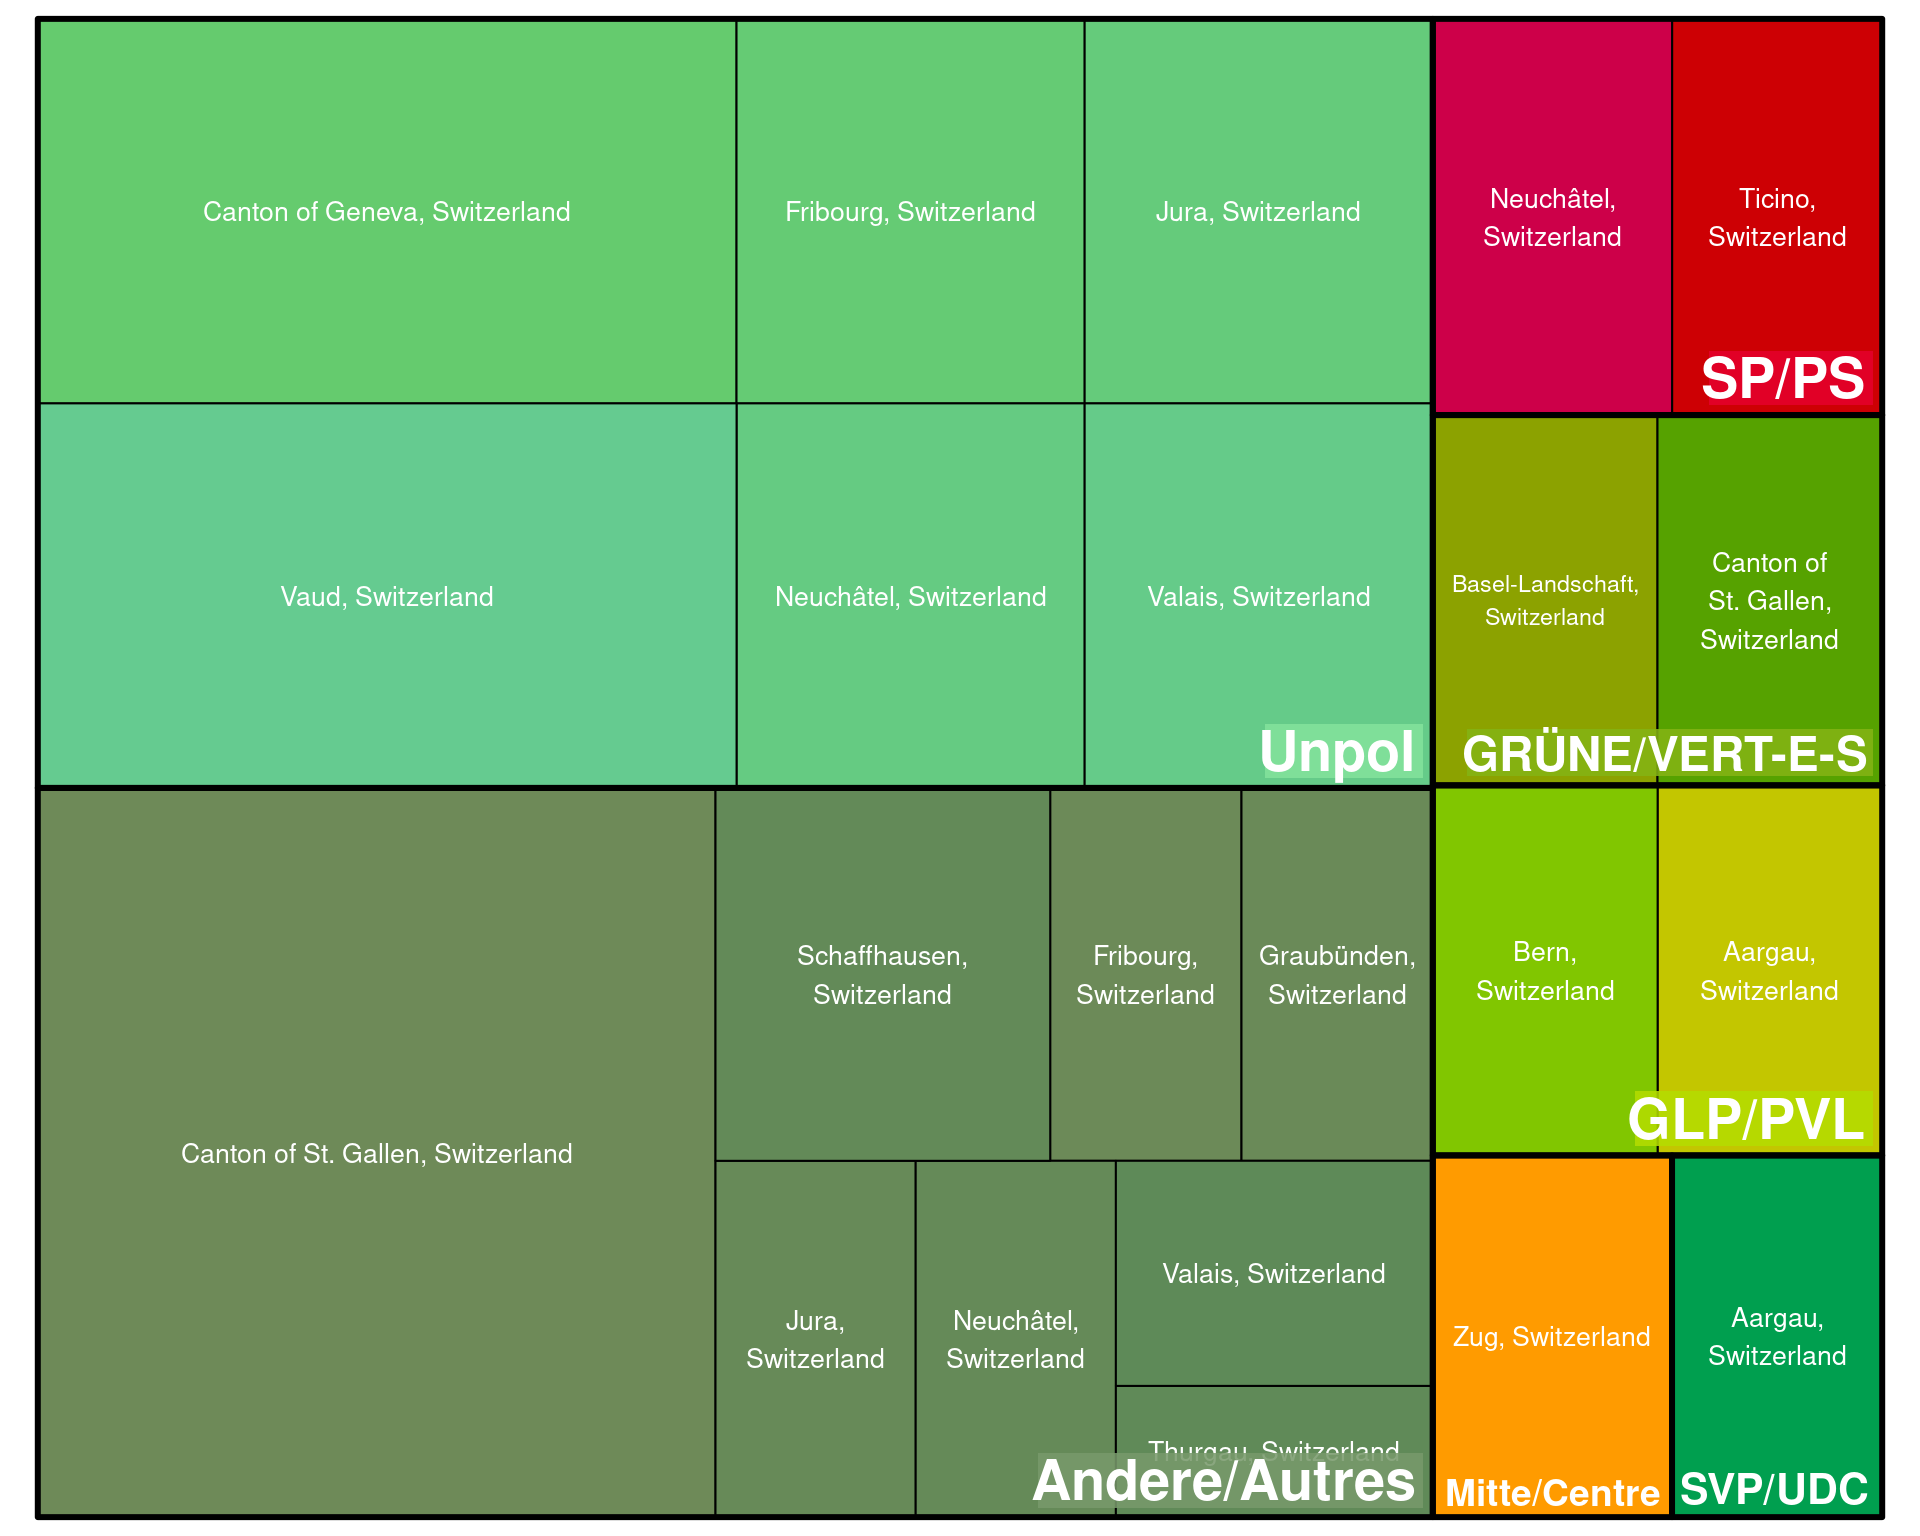 Canton of Geneva, Switzerland
Fribourg, Switzerland
Jura, Switzerland
Vaud, Switzerland
Neuchâtel, Switzerland
Valais, Switzerland
Unpol
Canton of St. Gallen, Switzerland
Schaffhausen,
Switzerland
Fribourg,
Switzerland
Graubünden,
Switzerland
Jura,
Switzerland
Neuchâtel,
Switzerland
Valais, Switzerland
Thurgau, Switzerland
Andere/Autres
Neuchâtel,
Switzerland
Ticino,
Switzerland
SP/PS
Basel-Landschaft,
Switzerland
Canton of
St. Gallen,
Switzerland
GRÜNE/VERT-E-S
Bern,
Switzerland
Aargau,
Switzerland
GLP/PVL
Zug, Switzerland
Mitte/Centre
Aargau,
Switzerland
SVP/UDC